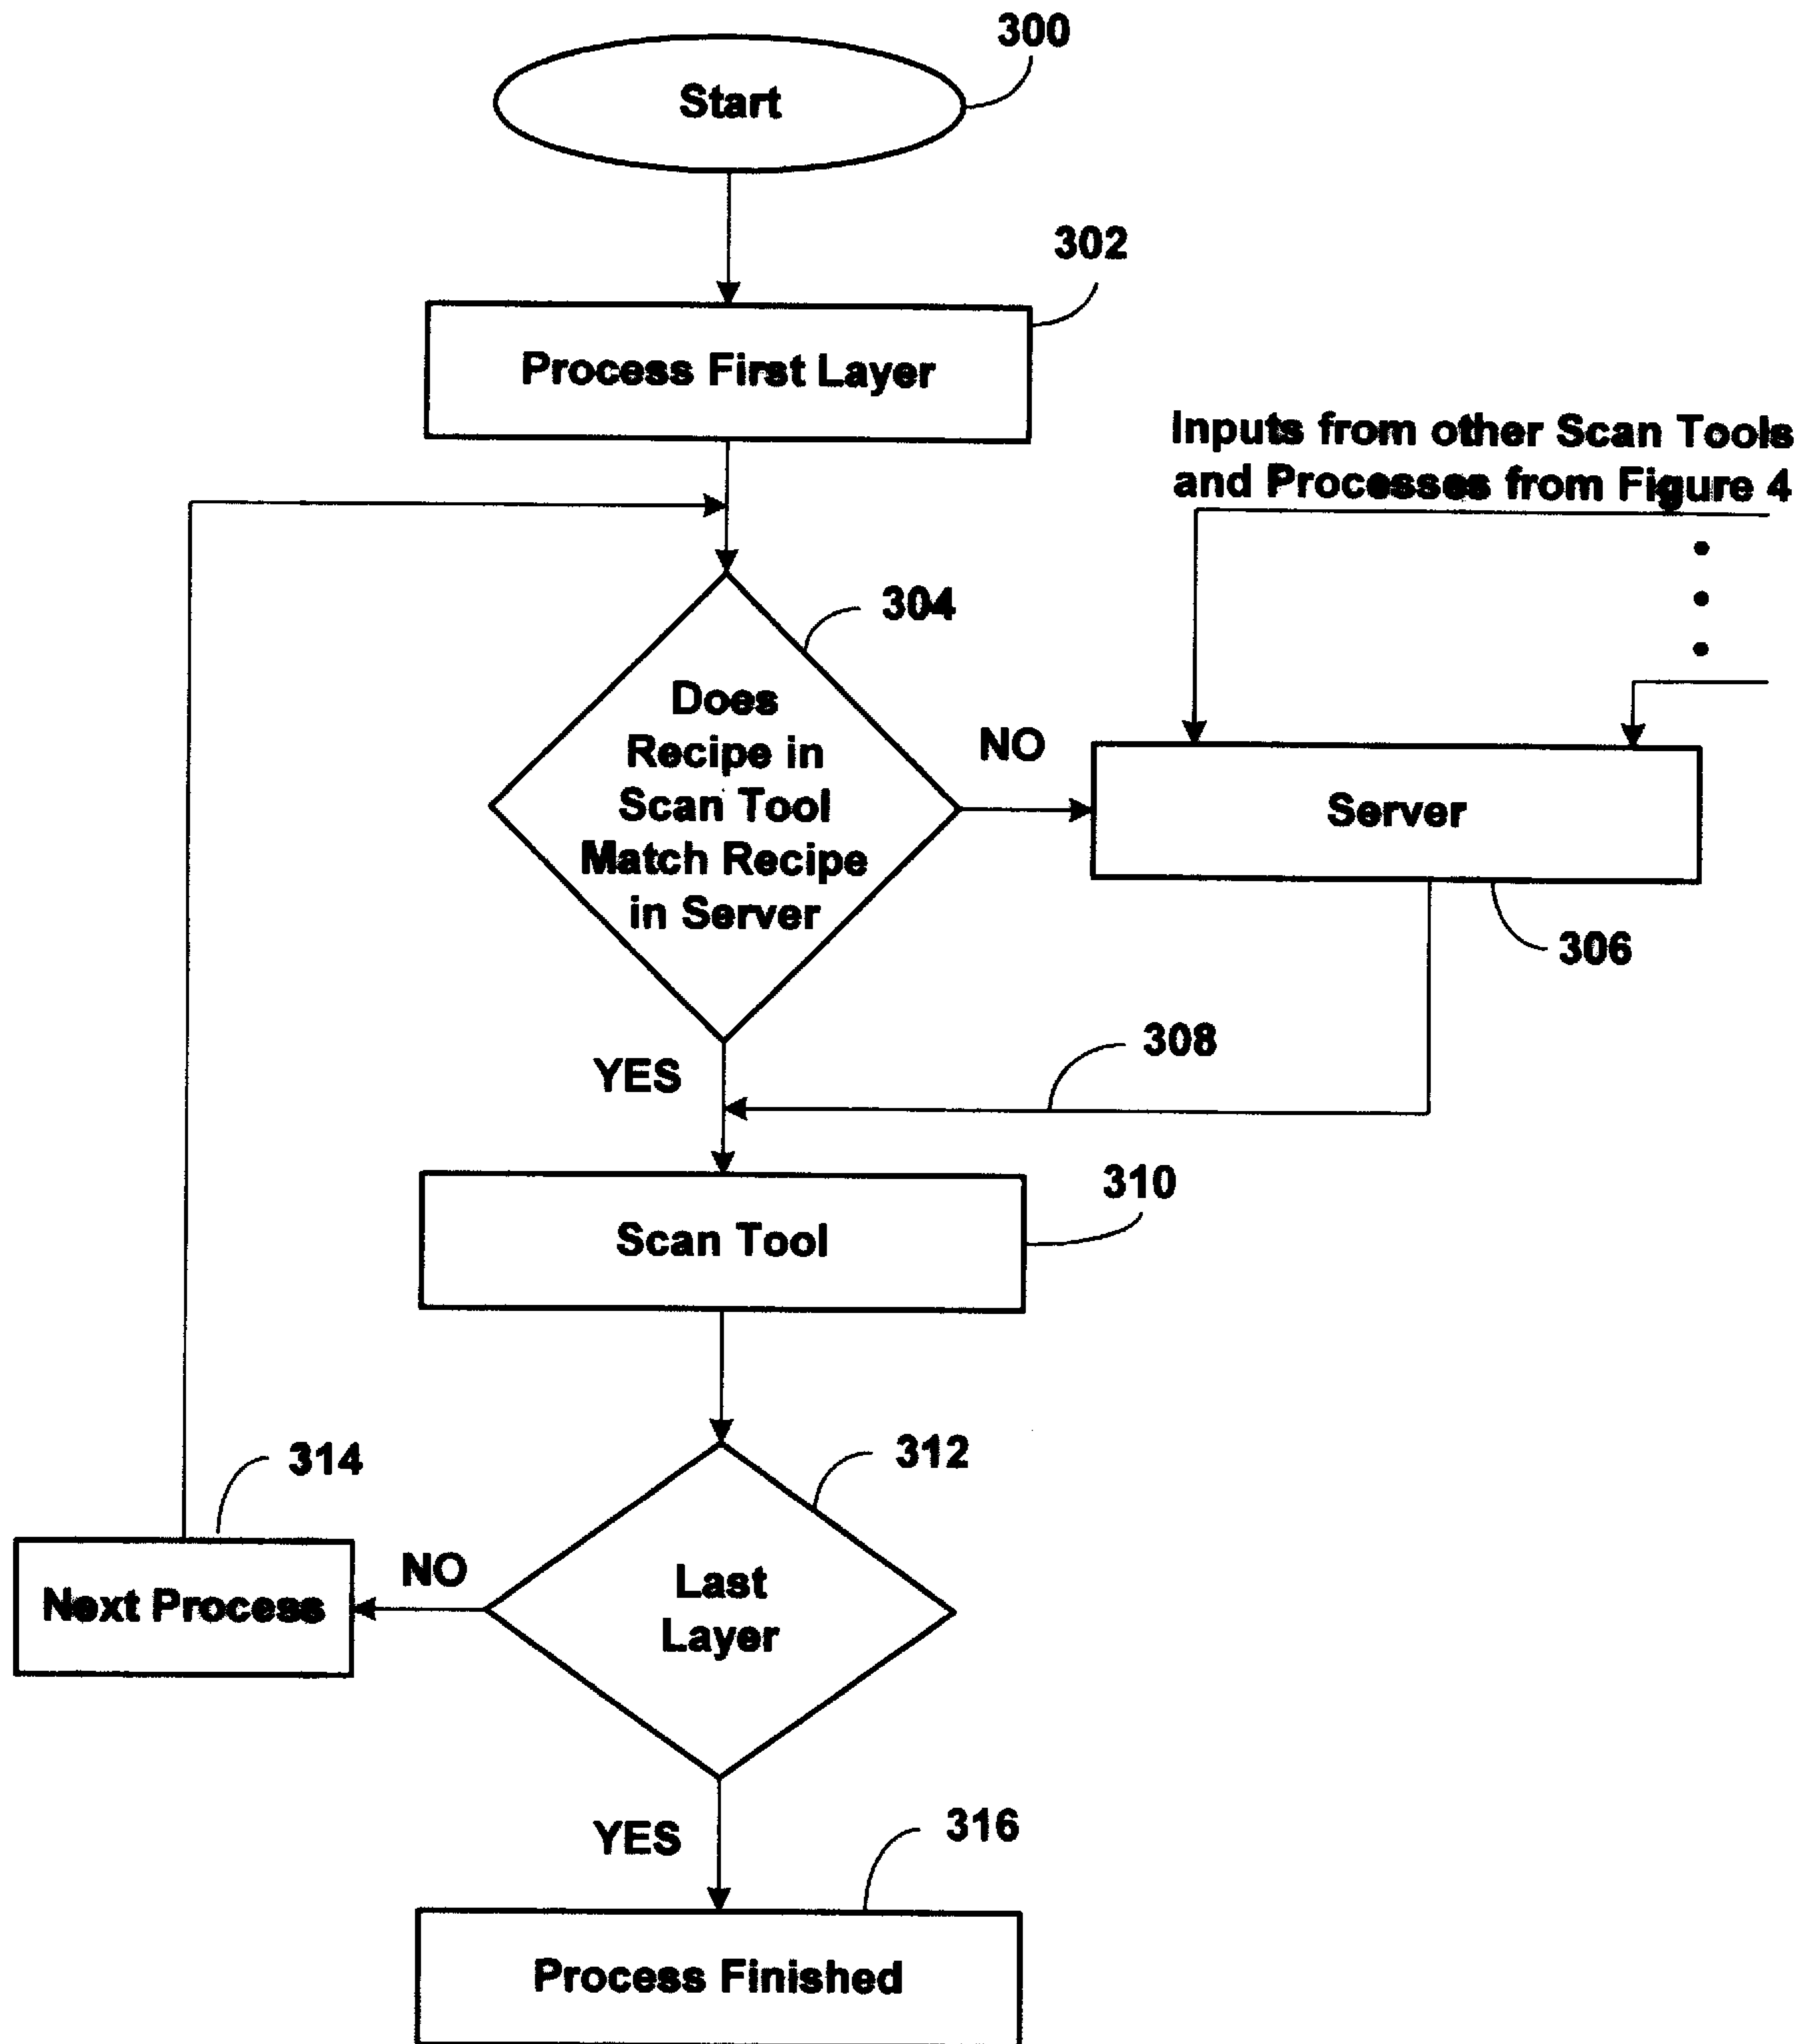 300
Start
302
Process First Layer
Inputs from other Scan Tools
and Processes from Figure 4
304
Does
Recipe in
Scan Tool
Match Recipe
in Server
NO
Server
306
308
YES
310
Scan Tool
312
314
Last
Layer
NO
Next Process
YES
316
Process Finished